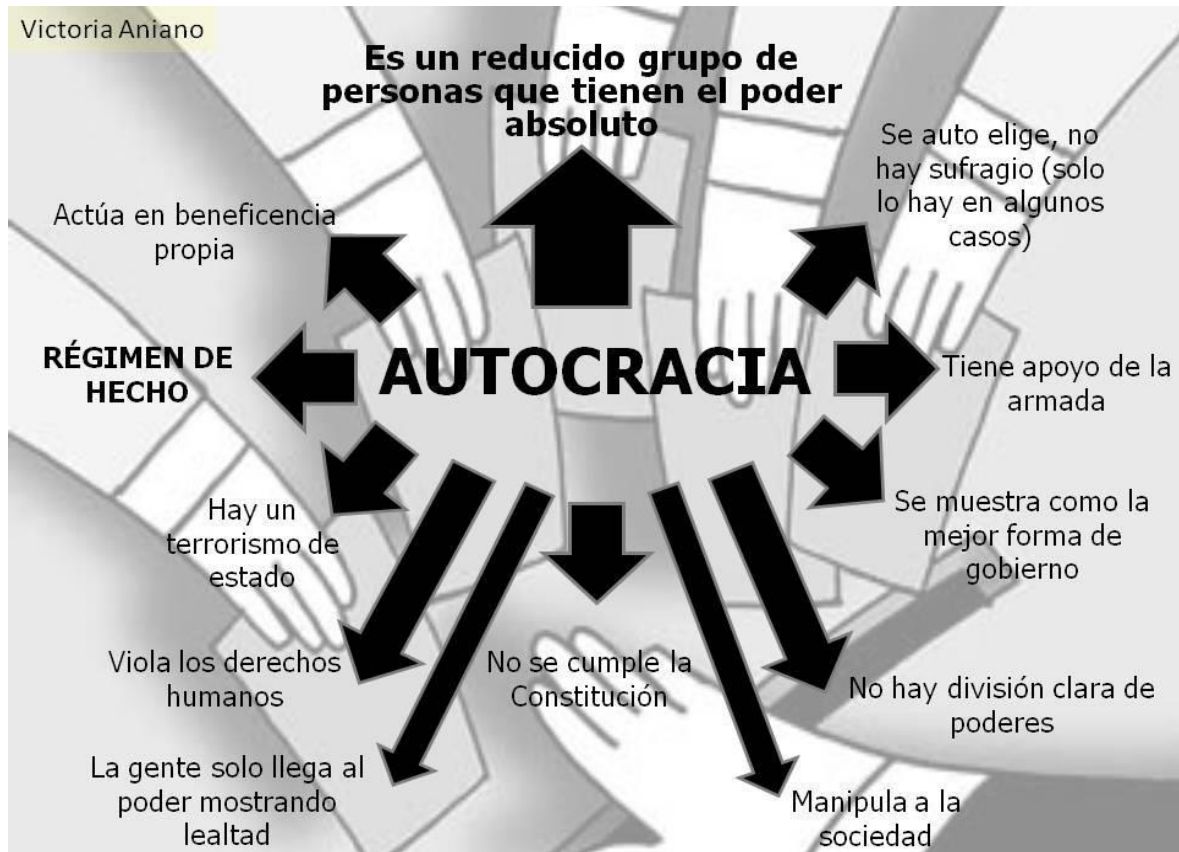 Victoria Aniano
Es un reducido grupo de
personas que tienen el poder
absoluto
Se auto elige, no
hay sufragio (solo
lo hay en algunos
casos)
Actúa en beneficencia
propia
RÉGIMEN DE
HECHO
AUTOCRACIA
Tiene apoyo de la
armada
Hay un
terrorismo de
estado
Se muestra como la
mejor forma de
gobierno
Viola los derechos
humanos
No se cumple la
Constitución
No hay división clara de
poderes
La gente solo llega al
poder mostrando
lealtad
Manipula a la
sociedad